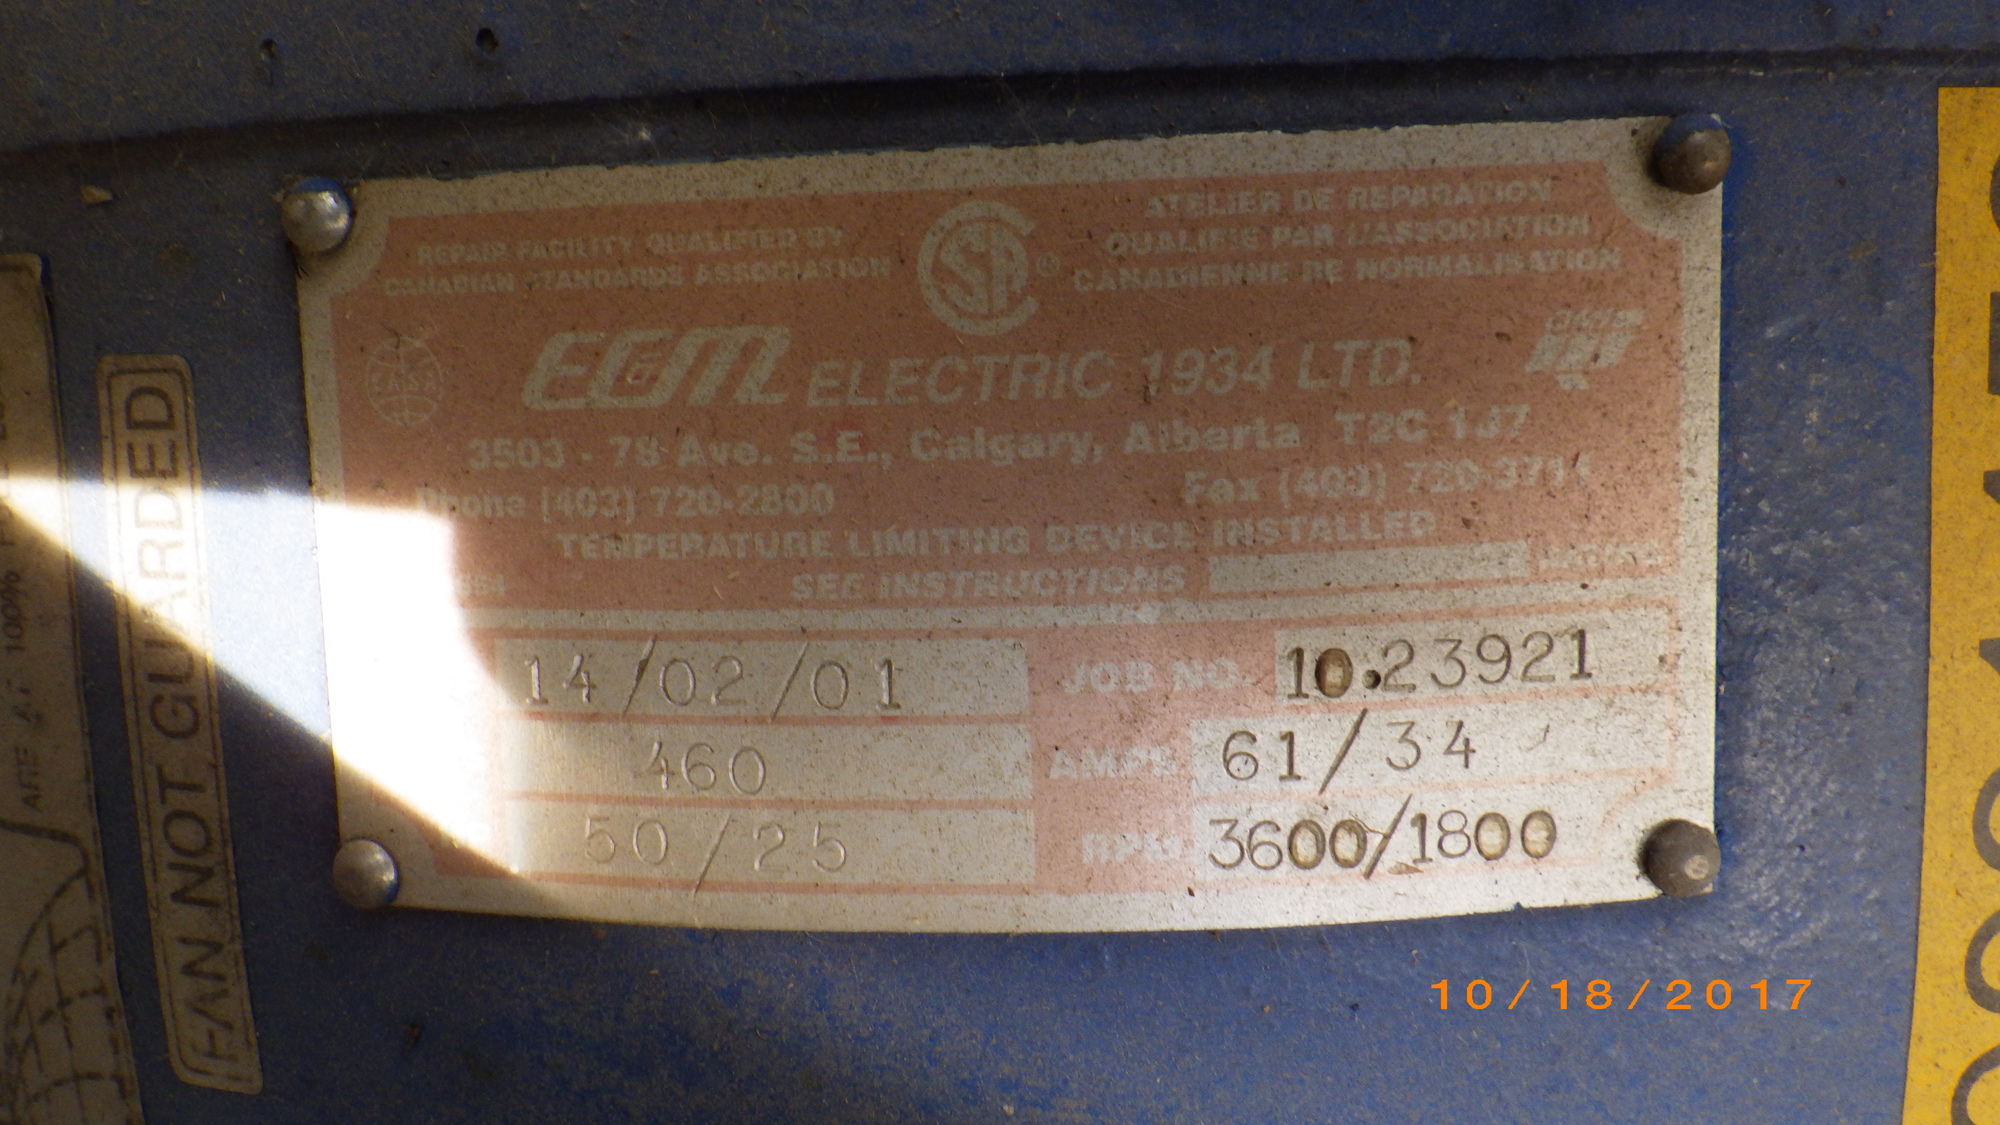 REPAIR FACILITY QUALIFIED BY
CANADIAN STANDARDS ASSOCIATION
ATELIER DE REPARATION
QUALIFIE PAR L'ASSOCIATION
CANADIENNE DE NORMALISATION
EASA
ELECTRIC 1934 LTD.
3503 - 78 Ave. S.E., Calgary, Alberta T2C 1J7
Phone (403) 720-2800
Fax (403) 720-3714
TEMPERATURE LIMITING DEVICE INSTALLED
SEE INSTRUCTIONS
14/02/01
JOB NO. 10.23921
460
AMPS 61/34
50/25
RPM 3600/1800
FAN NOT GUARDED
100%
10/18/2017